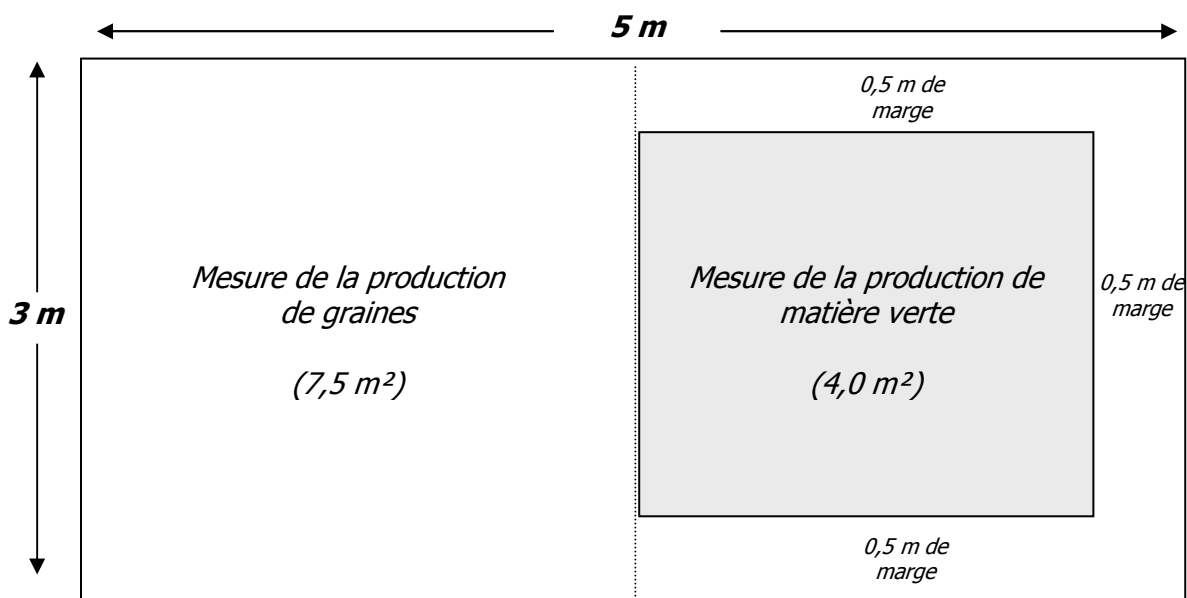 5 m
0,5 m de
marge
3 m
Mesure de la production
de graines
(7,5 m²)
Mesure de la production de
matière verte
(4,0 m²)
0,5 m de
marge
0,5 m de
marge